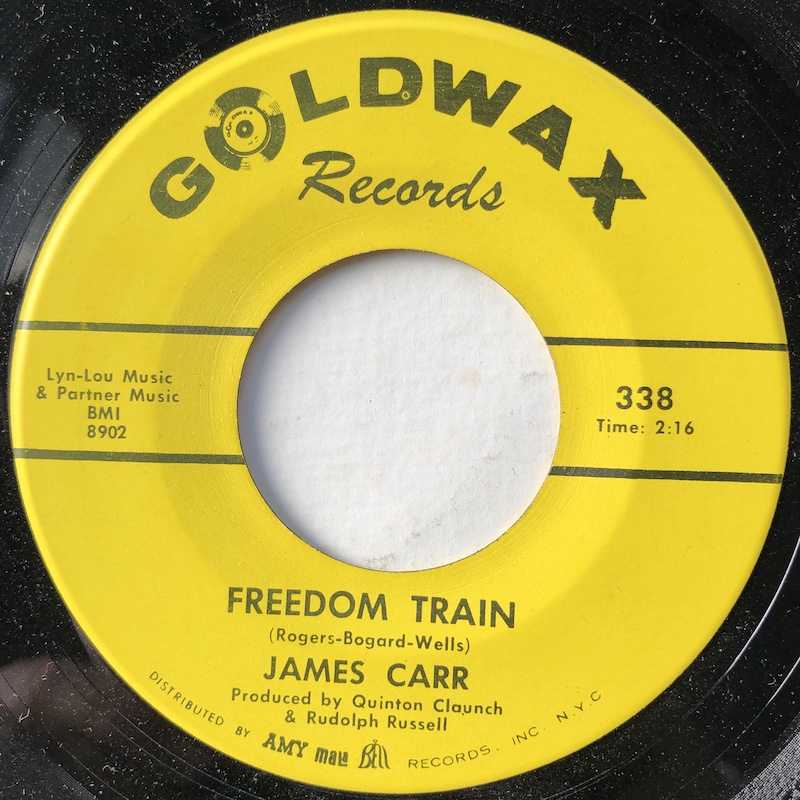 GOLDWAX
Records
Lyn-Lou Music
& Partner Music
BMI
8902
338
Time: 2:16
FREEDOM TRAIN
(Rogers-Bogard-Wells)
JAMES CARR
Produced by Quinton Claunch
& Rudolph Russell
DISTRIBUTED BY AMY mala Bell RECORDS, INC. N.Y.C